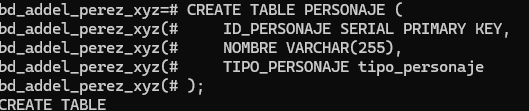 bd_addel_perez_xyz=# CREATE TABLE PERSONAJE (
bd_addel_perez_xyz(#     ID_PERSONAJE SERIAL PRIMARY KEY,
bd_addel_perez_xyz(#     NOMBRE VARCHAR(255),
bd_addel_perez_xyz(#     TIPO_PERSONAJE tipo_personaje
bd_addel_perez_xyz(# );
CREATE TABLE